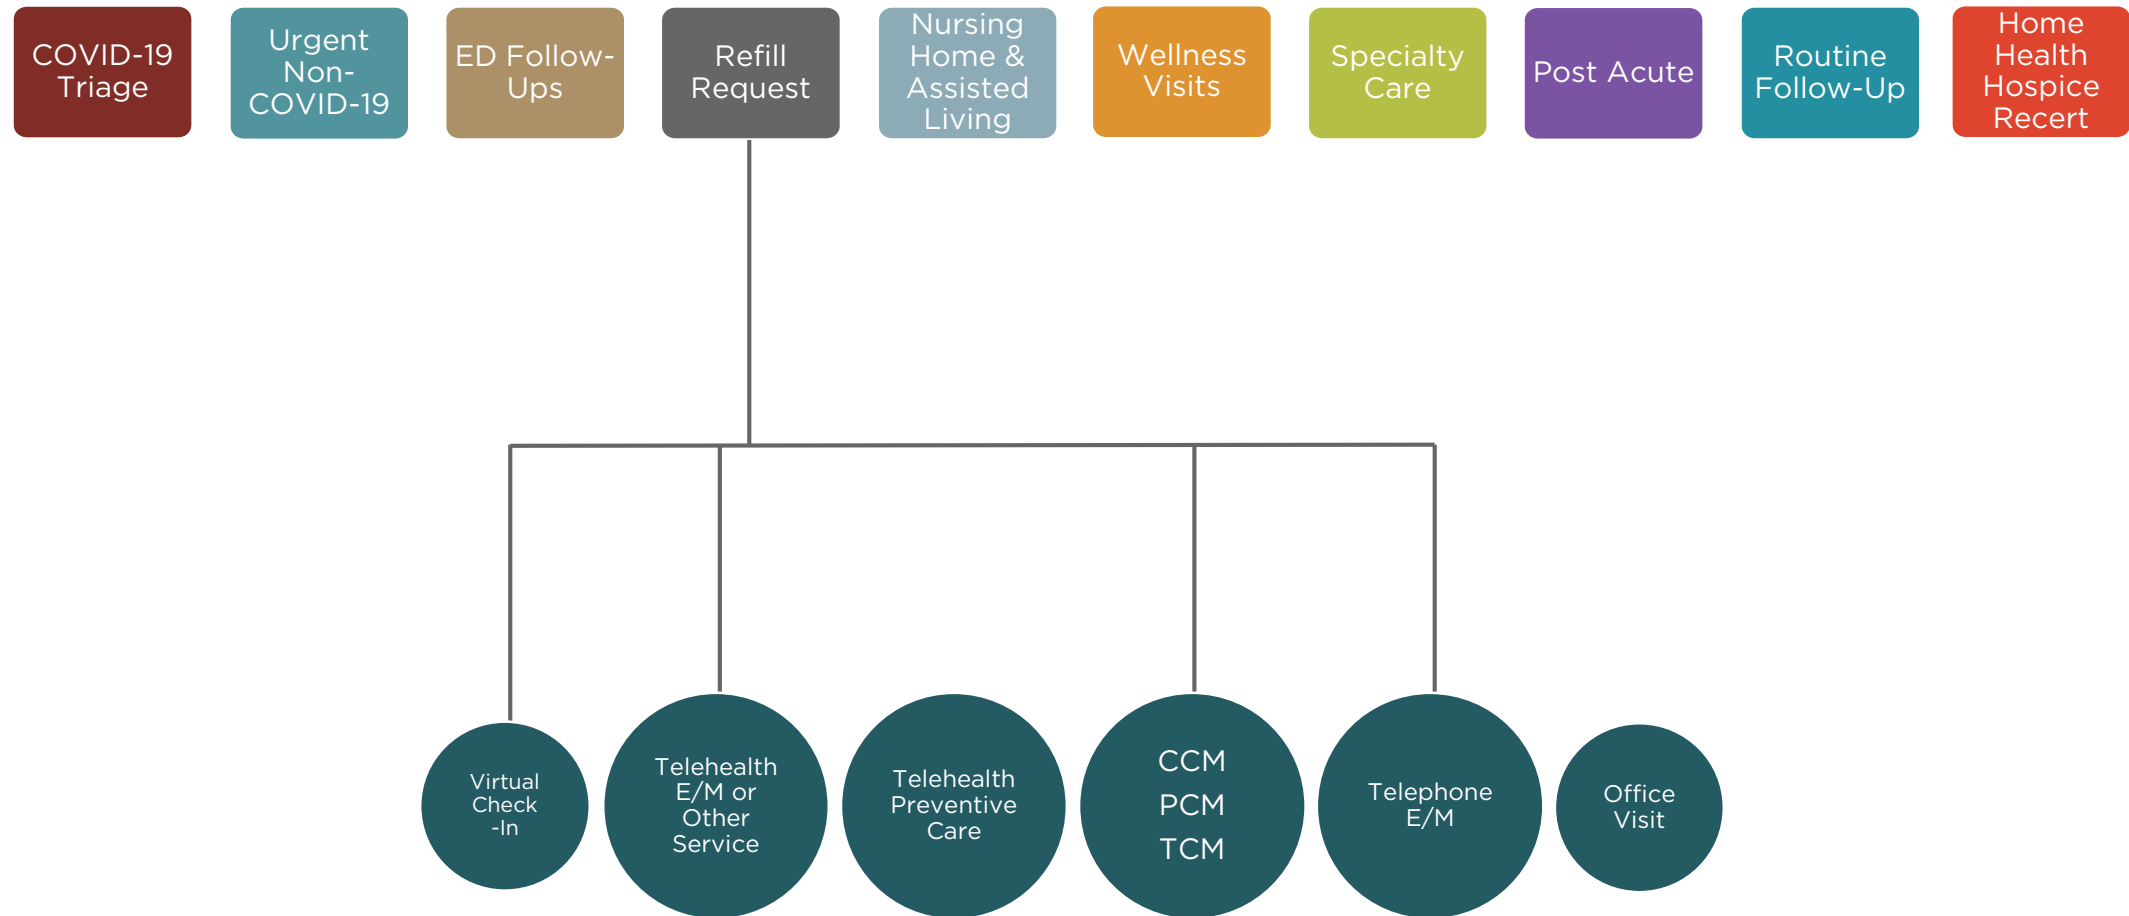 COVID-19
Triage
Urgent
Non-
COVID-19
ED Follow-
Ups
Refill
Request
Nursing
Home &
Assisted
Living
Wellness
Visits
Specialty
Care
Post Acute
Routine
Follow-Up
Home
Health
Hospice
Recert
Virtual
Check
-In
Telehealth
E/M or
Other
Service
Telehealth
Preventive
Care
CCM
PCM
TCM
Telephone
E/M
Office
Visit